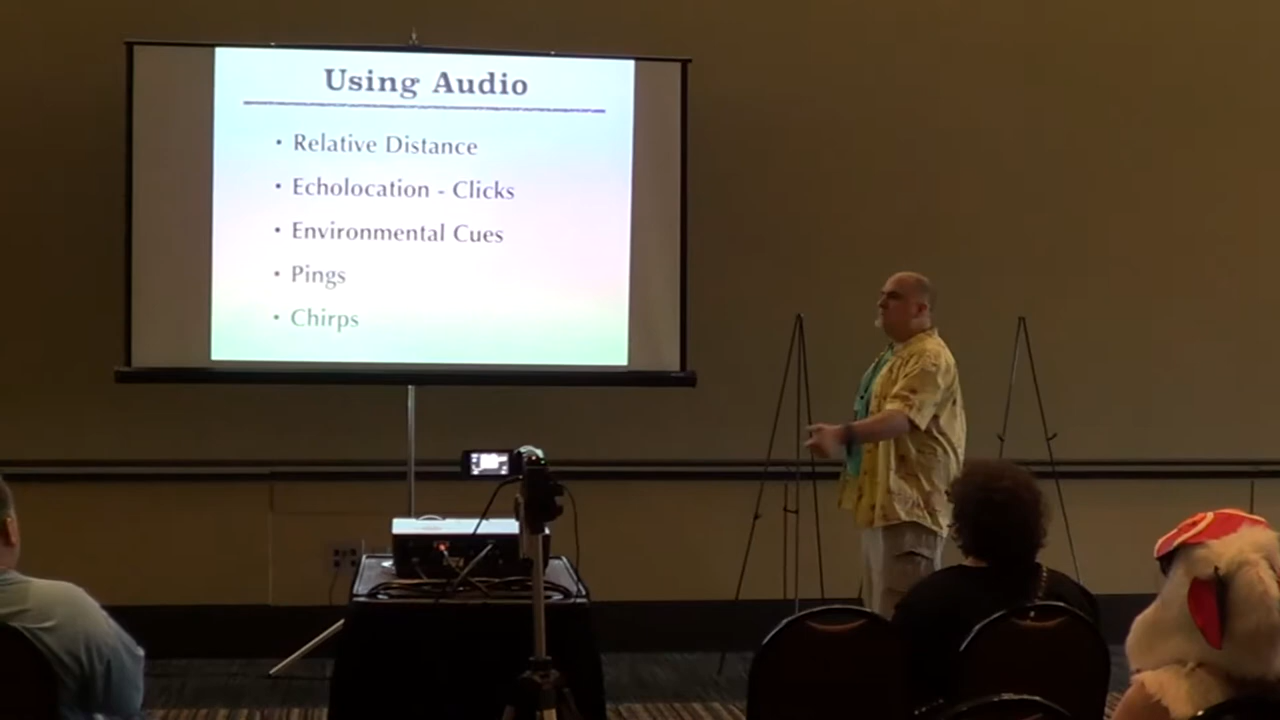 Using Audio
• Relative Distance
• Echolocation - Clicks
• Environmental Cues
• Pings
• Chirps